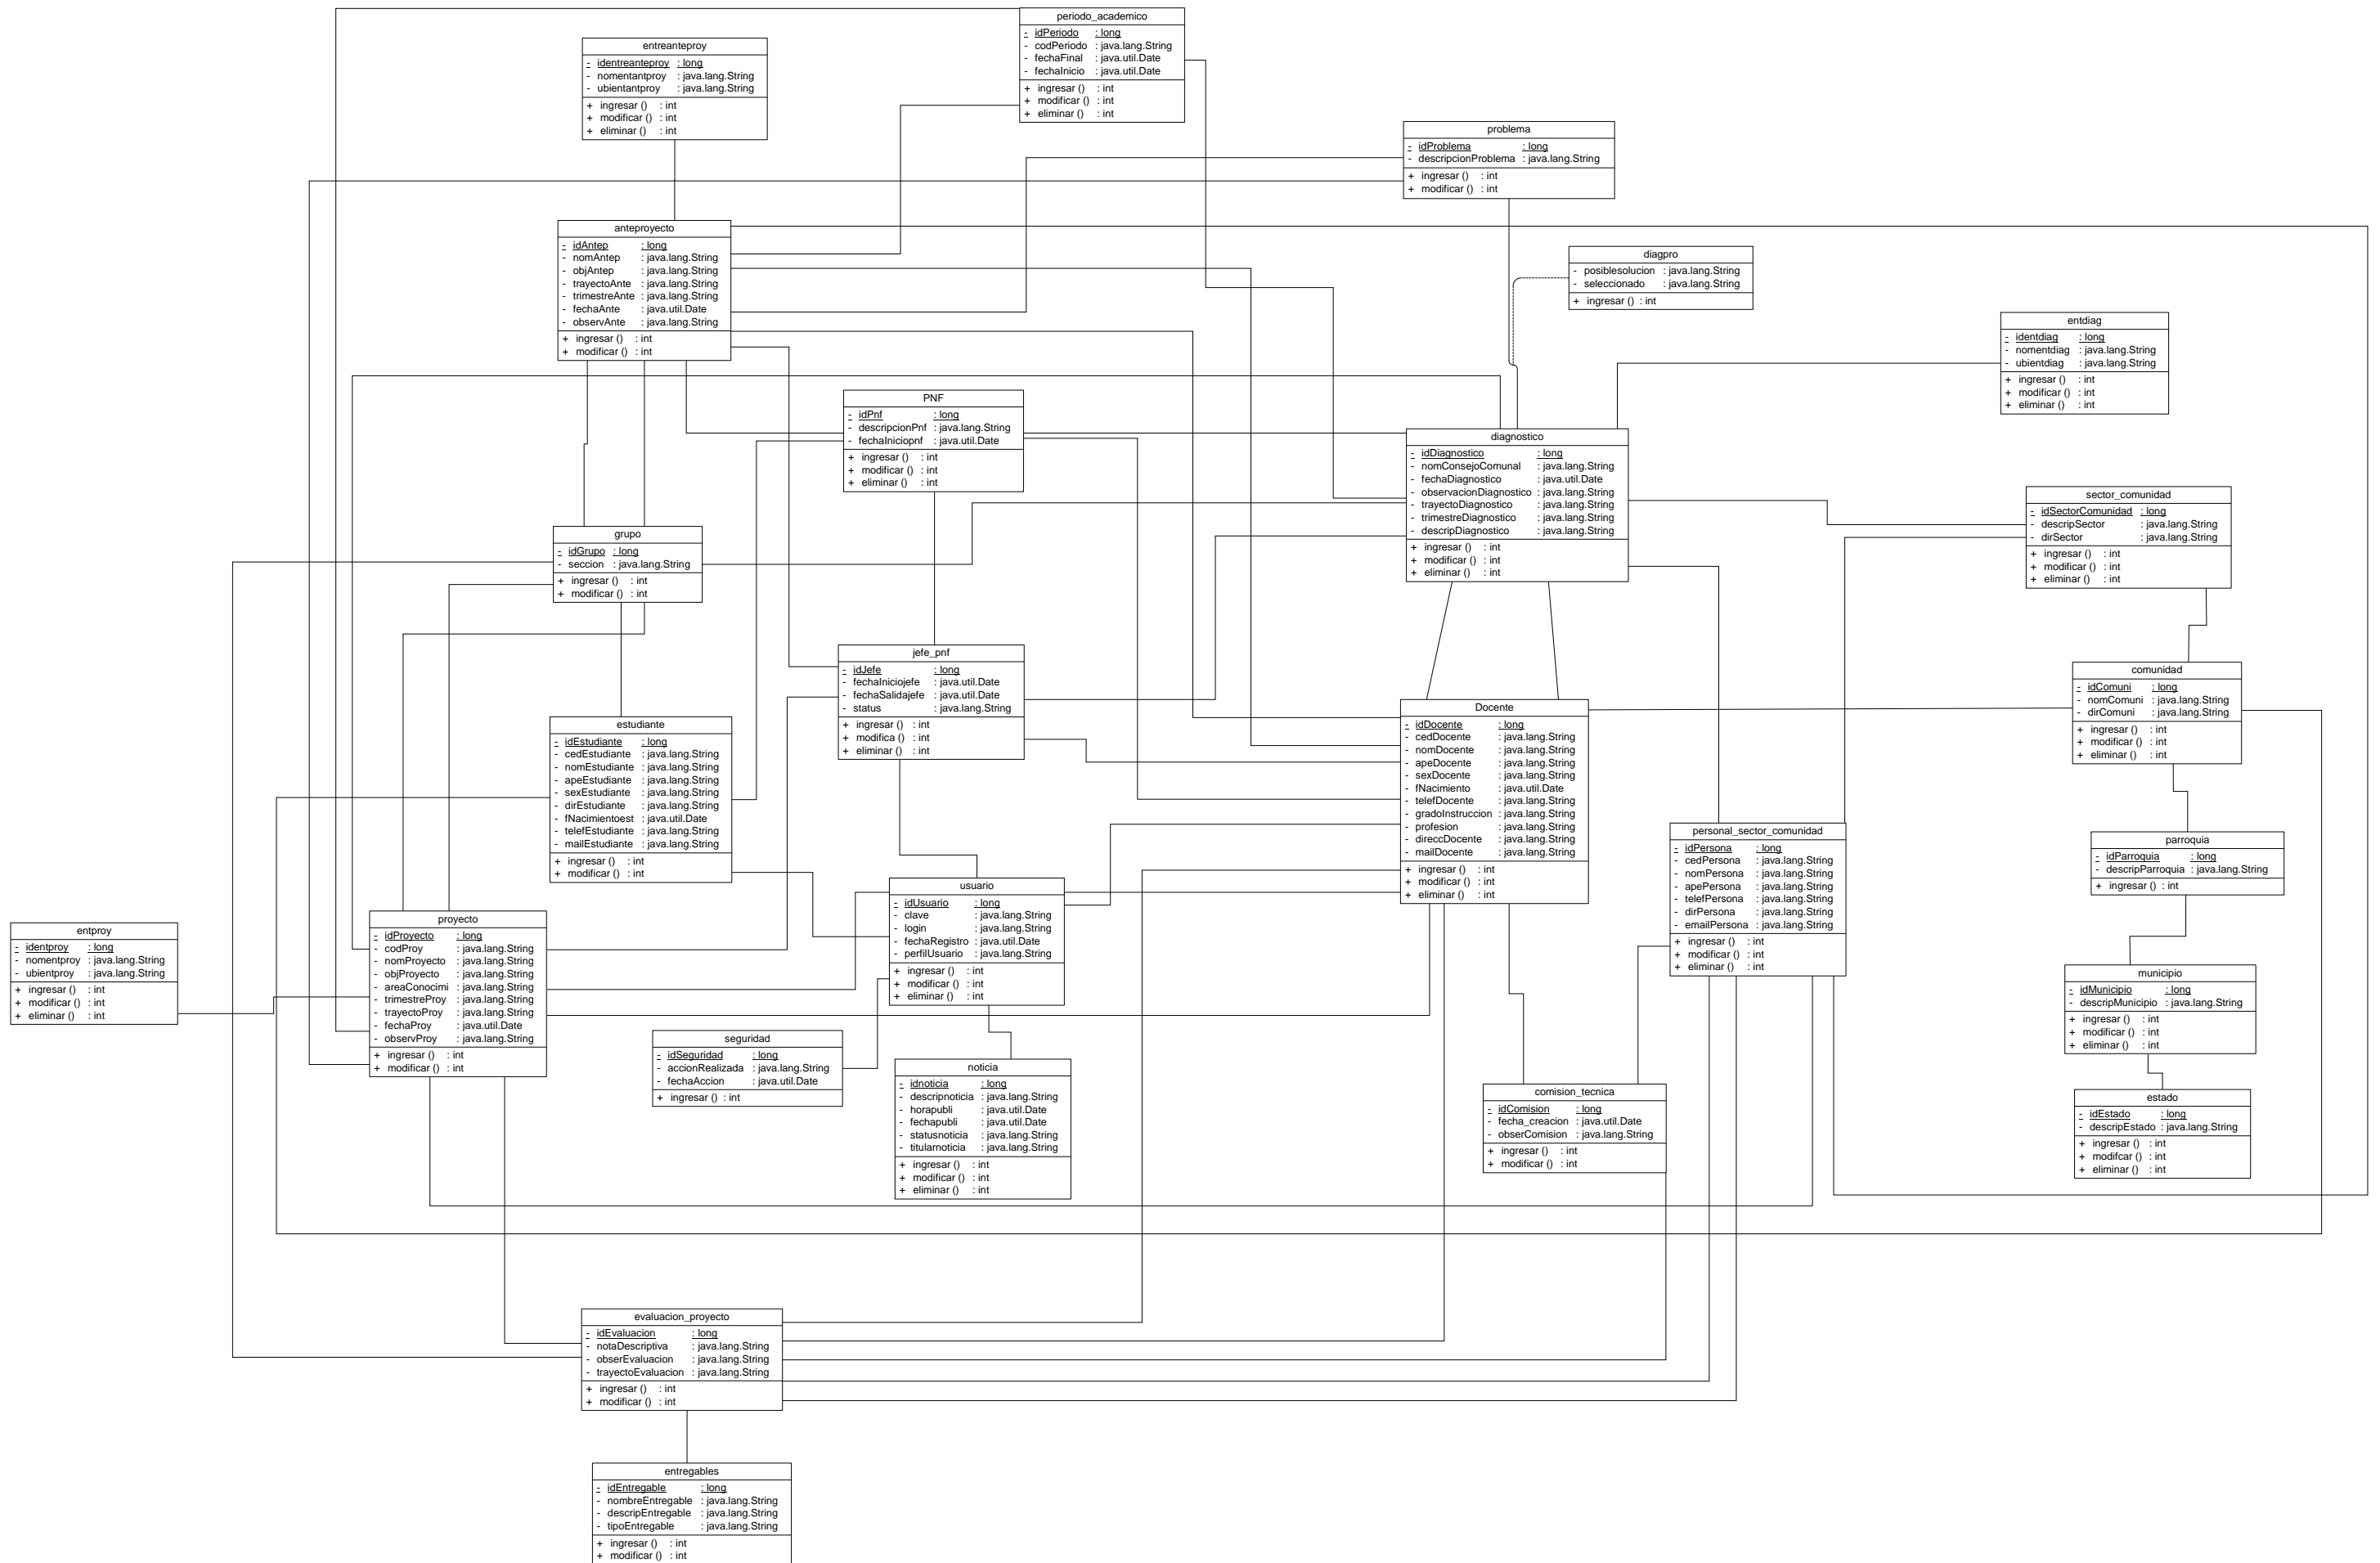 periodo_academico
- idPeriodo : long
- codPeriodo : java.lang.String
- fechaFinal : java.util.Date
- fechaInicio : java.util.Date
+ ingresar () : int
+ modificar () : int
+ eliminar () : int
entreanteproy
- identreanteproy : long
- nomentantproy : java.lang.String
- ubientantproy : java.lang.String
+ ingresar () : int
+ modificar () : int
+ eliminar () : int
problema
- idProblema : long
- descripcionProblema : java.lang.String
+ ingresar () : int
+ modificar () : int
anteproyecto
- idAntep : long
- nomAntep : java.lang.String
- objAntep : java.lang.String
- trayectoAnte : java.lang.String
- trimestreAnte : java.lang.String
- fechaAnte : java.util.Date
- observAnte : java.lang.String
+ ingresar () : int
+ modificar () : int
diagpro
- posiblesolucion : java.lang.String
- seleccionado : java.lang.String
+ ingresar () : int
entdiag
- identdiag : long
- nomentdiag : java.lang.String
- ubientdiag : java.lang.String
+ ingresar () : int
+ modificar () : int
+ eliminar () : int
PNF
- idPnf : long
- descripcionPnf : java.lang.String
- fechaIniciopnf : java.util.Date
+ ingresar () : int
+ modificar () : int
+ eliminar () : int
diagnostico
- idDiagnostico : long
- nomConsejoComunal : java.lang.String
- fechaDiagnostico : java.util.Date
- observacionDiagnostico : java.lang.String
- trayectoDiagnostico : java.lang.String
- trimestreDiagnostico : java.lang.String
- descripDiagnostico : java.lang.String
+ ingresar () : int
+ modificar () : int
+ eliminar () : int
sector_comunidad
- idSectorComunidad : long
- descripSector : java.lang.String
- dirSector : java.lang.String
+ ingresar () : int
+ modificar () : int
+ eliminar () : int
grupo
- idGrupo : long
- seccion : java.lang.String
+ ingresar () : int
+ modificar () : int
jefe_pnf
- idJefe : long
- fechaIniciojefe : java.util.Date
- fechaSalidajefe : java.util.Date
- status : java.lang.String
+ ingresar () : int
+ modifica () : int
+ eliminar () : int
comunidad
- idComuni : long
- nomComuni : java.lang.String
- dirComuni : java.lang.String
+ ingresar () : int
+ modificar () : int
+ eliminar () : int
Docente
- idDocente : long
- cedDocente : java.lang.String
- nomDocente : java.lang.String
- apeDocente : java.lang.String
- sexDocente : java.lang.String
- fNacimiento : java.util.Date
- telefDocente : java.lang.String
- gradoInstruccion : java.lang.String
- profesion : java.lang.String
- direccDocente : java.lang.String
- mailDocente : java.lang.String
+ ingresar () : int
+ modificar () : int
+ eliminar () : int
estudiante
- idEstudiante : long
- cedEstudiante : java.lang.String
- nomEstudiante : java.lang.String
- apeEstudiante : java.lang.String
- sexEstudiante : java.lang.String
- dirEstudiante : java.lang.String
- fNacimientoest : java.util.Date
- telefEstudiante : java.lang.String
- mailEstudiante : java.lang.String
+ ingresar () : int
+ modificar () : int
personal_sector_comunidad
- idPersona : long
- cedPersona : java.lang.String
- nomPersona : java.lang.String
- apePersona : java.lang.String
- telefPersona : java.lang.String
- dirPersona : java.lang.String
- emailPersona : java.lang.String
+ ingresar () : int
+ modificar () : int
+ eliminar () : int
parroquia
- idParroquia : long
- descripParroquia : java.lang.String
+ ingresar () : int
usuario
- idUsuario : long
- clave : java.lang.String
- login : java.lang.String
- fechaRegistro : java.util.Date
- perfilUsuario : java.lang.String
+ ingresar () : int
+ modificar () : int
+ eliminar () : int
proyecto
- idProyecto : long
- codProy : java.lang.String
- nomProyecto : java.lang.String
- objProyecto : java.lang.String
- areaConocimi : java.lang.String
- trimestreProy : java.lang.String
- trayectoProy : java.lang.String
- fechaProy : java.util.Date
- observProy : java.lang.String
+ ingresar () : int
+ modificar () : int
entproy
- identproy : long
- nomentproy : java.lang.String
- ubientproy : java.lang.String
+ ingresar () : int
+ modificar () : int
+ eliminar () : int
municipio
- idMunicipio : long
- descripMunicipio : java.lang.String
+ ingresar () : int
+ modificar () : int
+ eliminar () : int
seguridad
- idSeguridad : long
- accionRealizada : java.lang.String
- fechaAccion : java.util.Date
+ ingresar () : int
noticia
- idnoticia : long
- descripnoticia : java.lang.String
- horapubli : java.util.Date
- fechapubli : java.util.Date
- statusnoticia : java.lang.String
- titularnoticia : java.lang.String
+ ingresar () : int
+ modificar () : int
+ eliminar () : int
comision_tecnica
- idComision : long
- fecha_creacion : java.util.Date
- obserComision : java.lang.String
+ ingresar () : int
+ modificar () : int
estado
- idEstado : long
- descripEstado : java.lang.String
+ ingresar () : int
+ modifcar () : int
+ eliminar () : int
evaluacion_proyecto
- idEvaluacion : long
- notaDescriptiva : java.lang.String
- obserEvaluacion : java.lang.String
- trayectoEvaluacion : java.lang.String
+ ingresar () : int
+ modificar () : int
entregables
- idEntregable : long
- nombreEntregable : java.lang.String
- descripEntregable : java.lang.String
- tipoEntregable : java.lang.String
+ ingresar () : int
+ modificar () : int